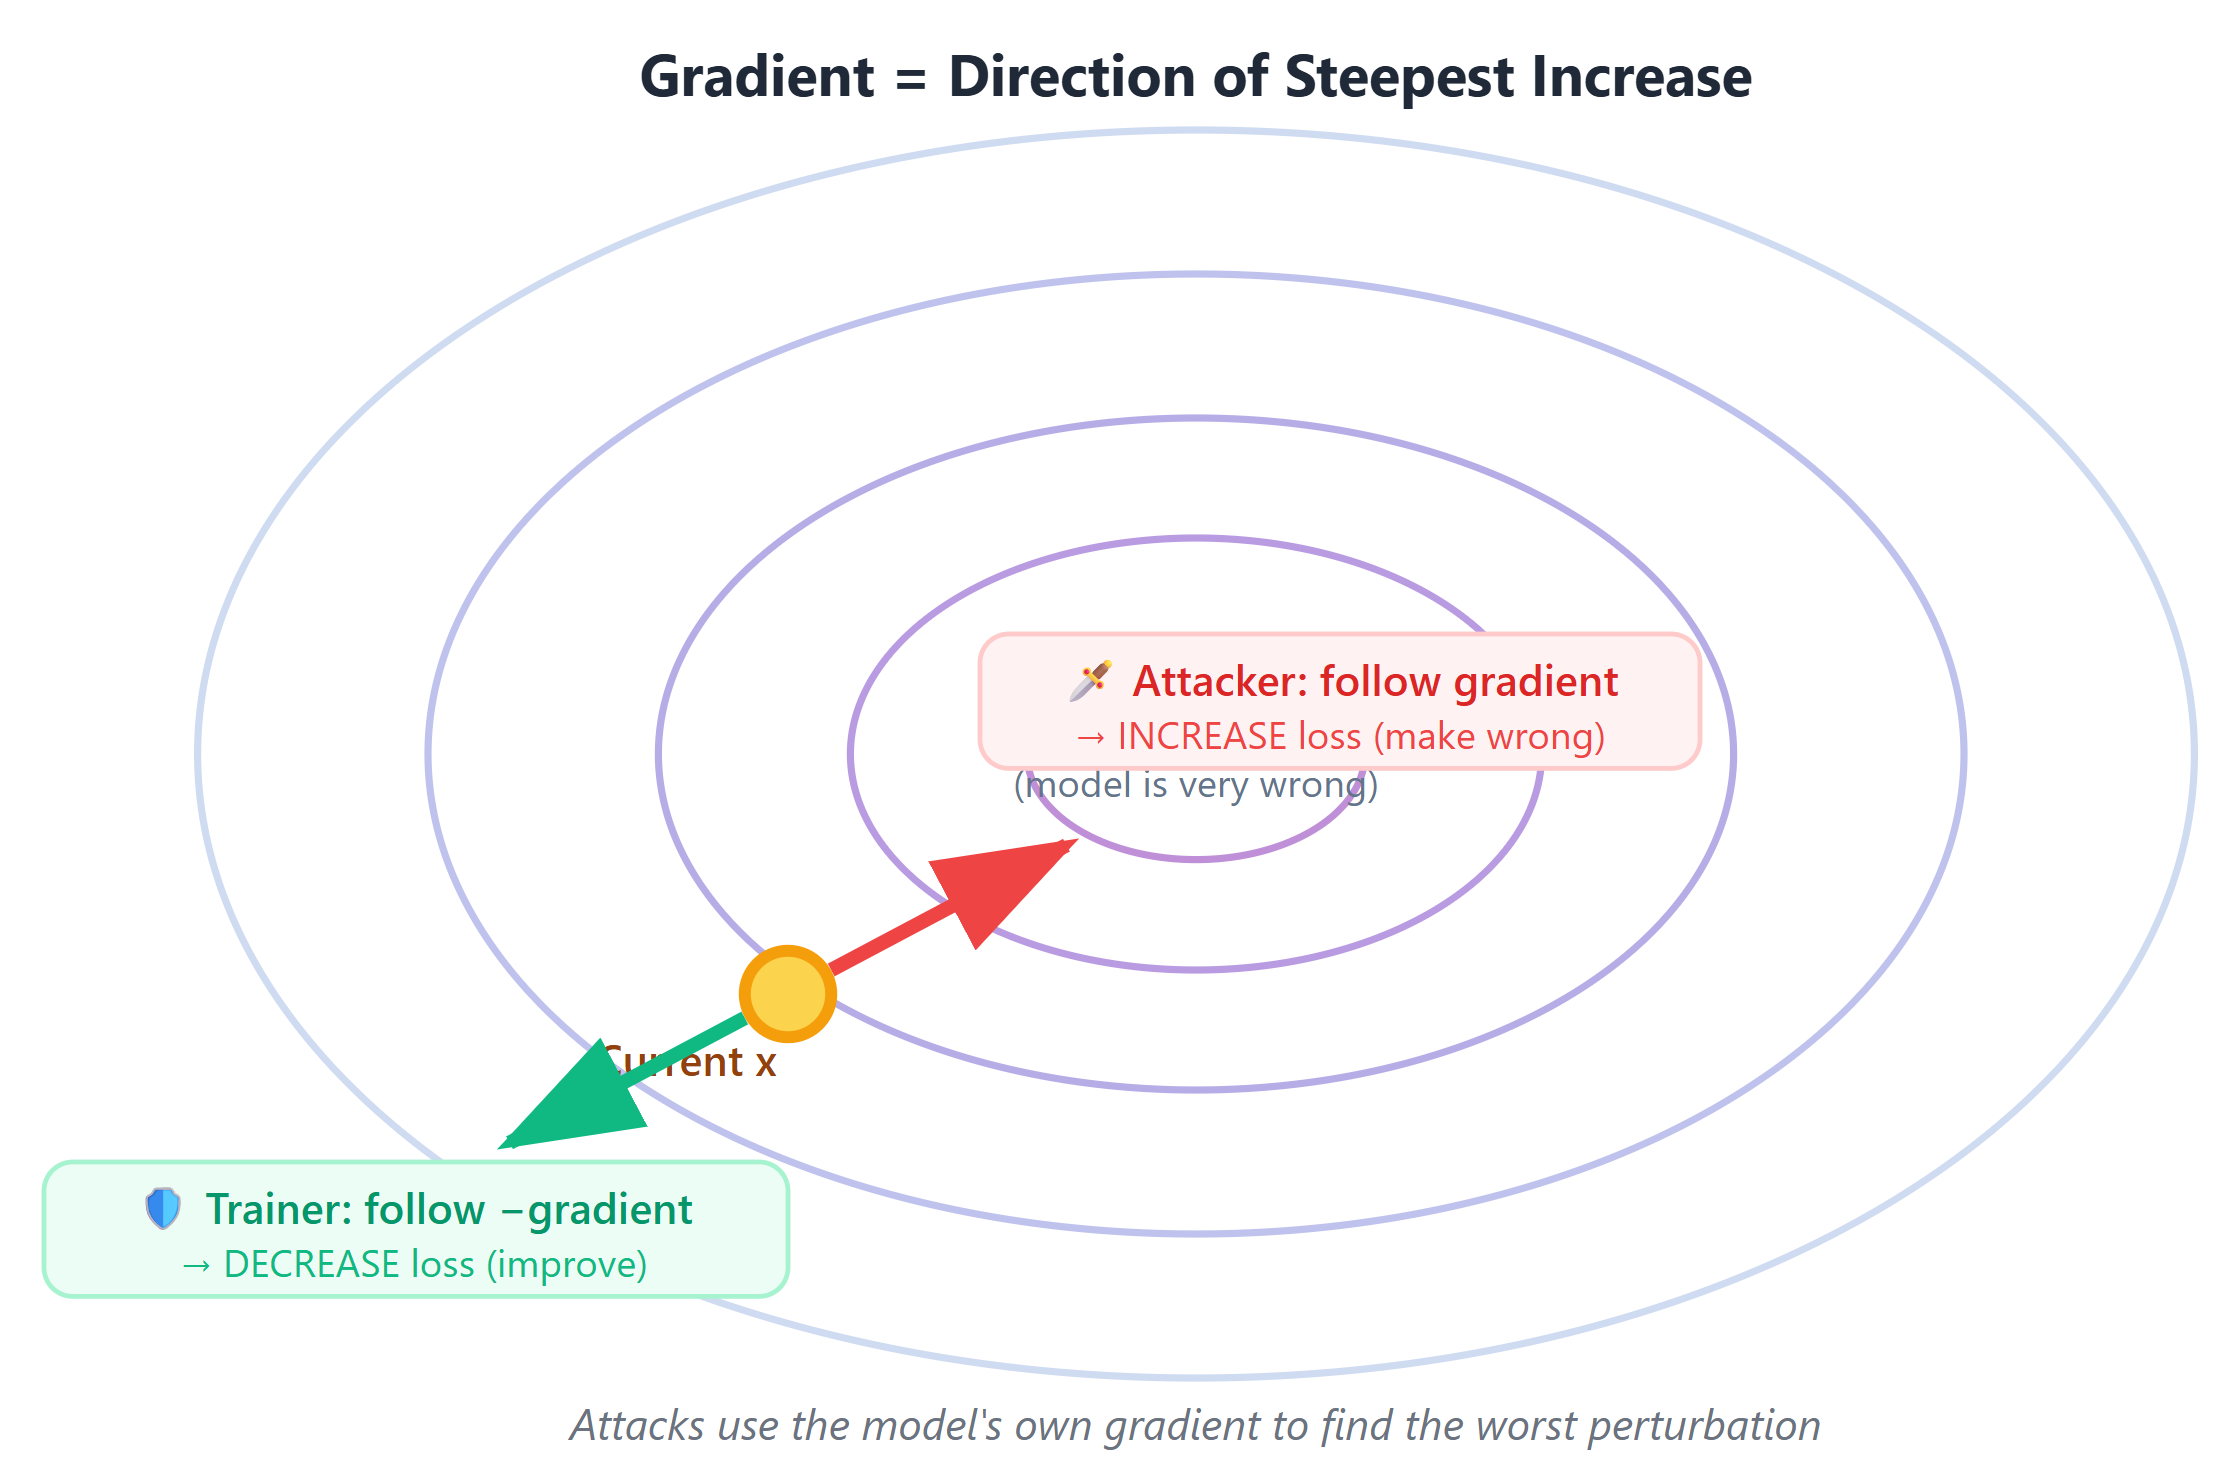 Gradient = Direction of Steepest Increase
🗡️ Attacker: follow gradient
→ INCREASE loss (make wrong)
(model is very wrong)
Current x
🛡️ Trainer: follow −gradient
→ DECREASE loss (improve)
Attacks use the model's own gradient to find the worst perturbation